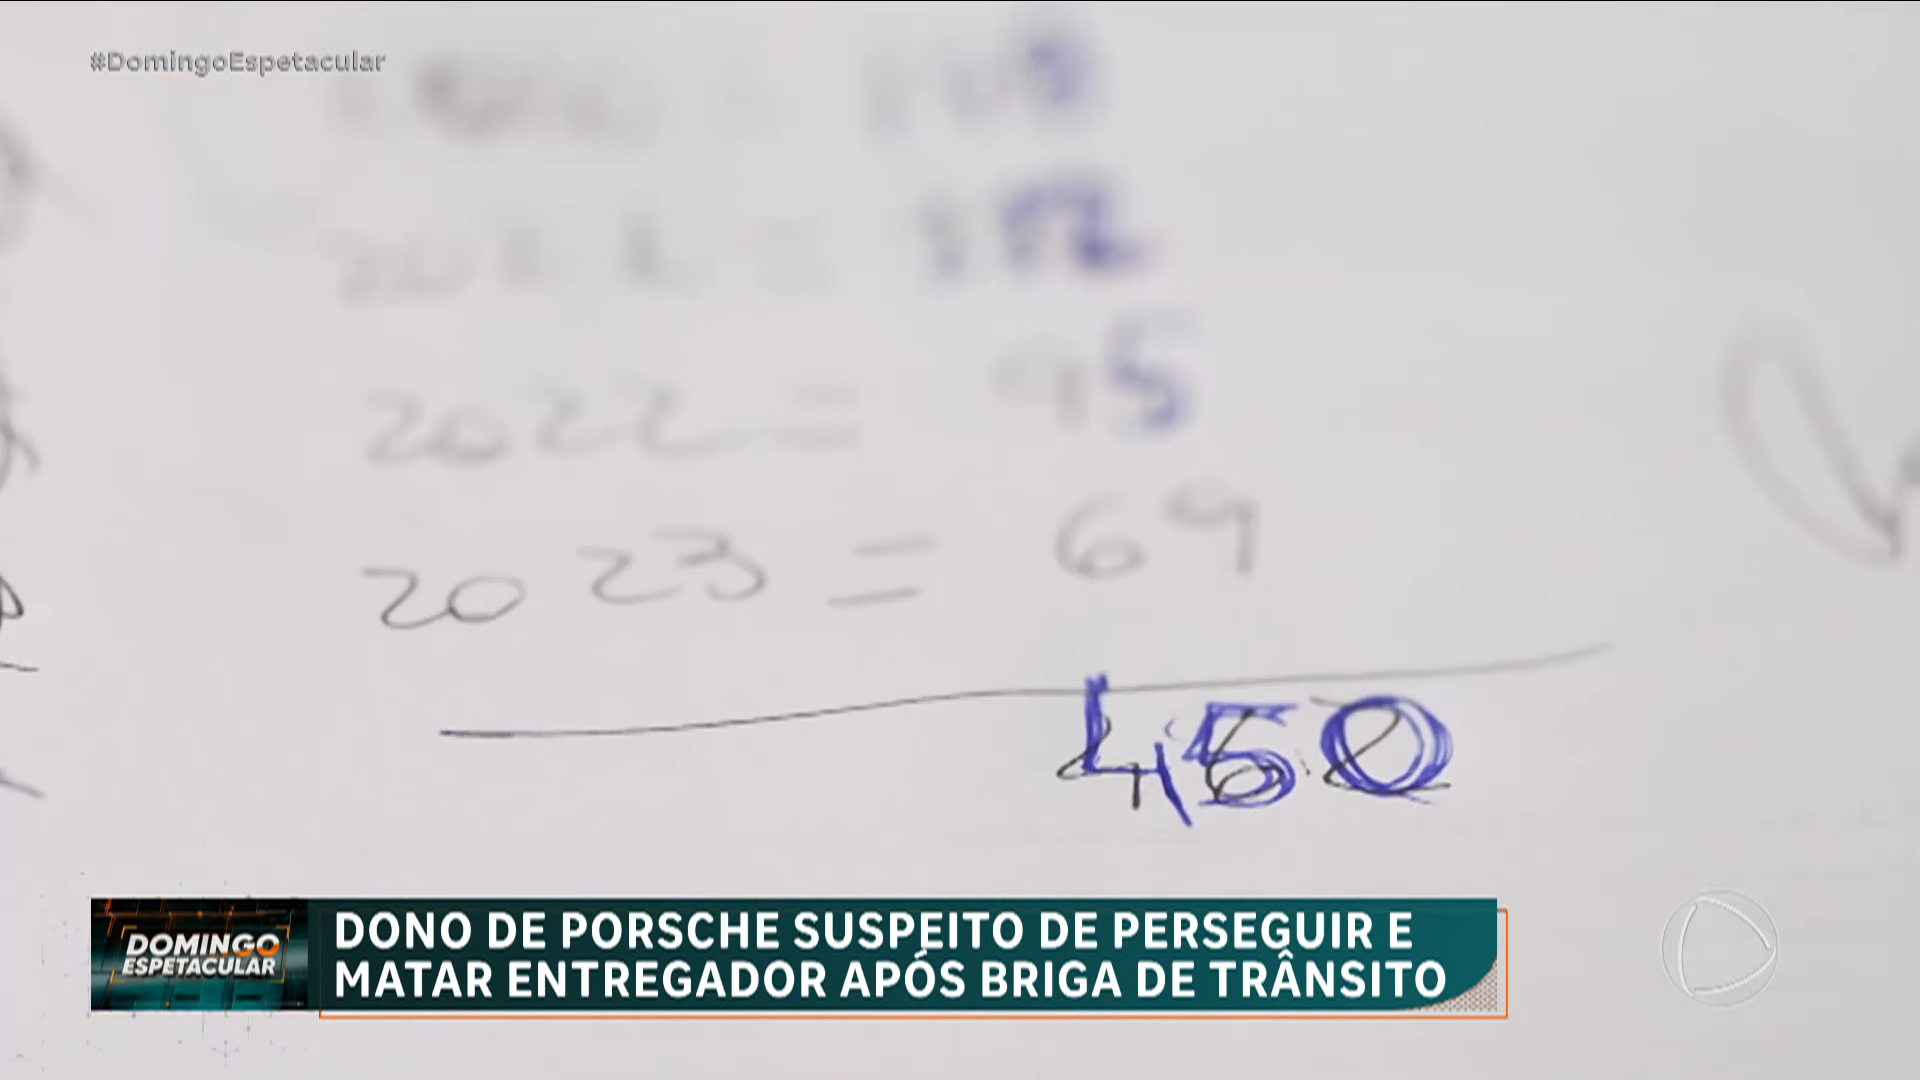 #DomingoEspetacular
2022 = 95
2023 = 69
450
DOMINGO
ESPETACULAR
DONO DE PORSCHE SUSPEITO DE PERSEGUIR E
MATAR ENTREGADOR APÓS BRIGA DE TRÂNSITO